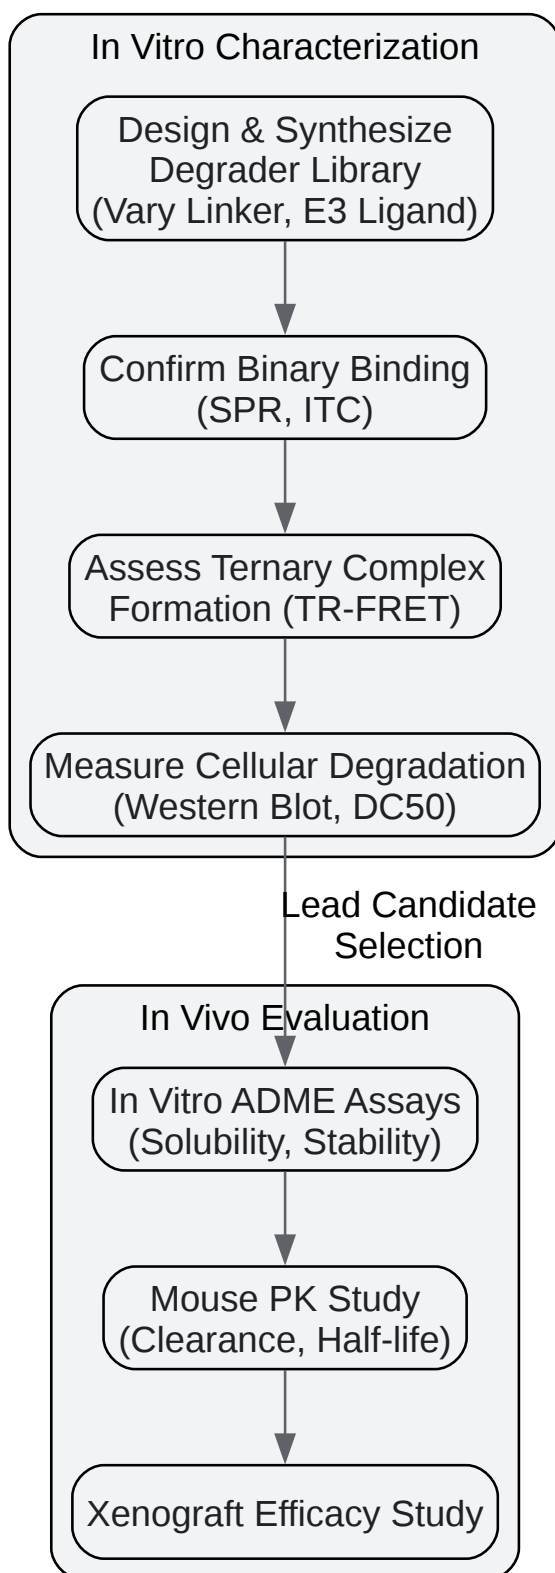 In Vitro Characterization
Design & Synthesize
Degrader Library
(Vary Linker, E3 Ligand)
Confirm Binary Binding
(SPR, ITC)
Assess Ternary Complex
Formation (TR-FRET)
Measure Cellular Degradation
(Western Blot, DC50)
Lead Candidate
Selection
In Vivo Evaluation
In Vitro ADME Assays
(Solubility, Stability)
Mouse PK Study
(Clearance, Half-life)
Xenograft Efficacy Study